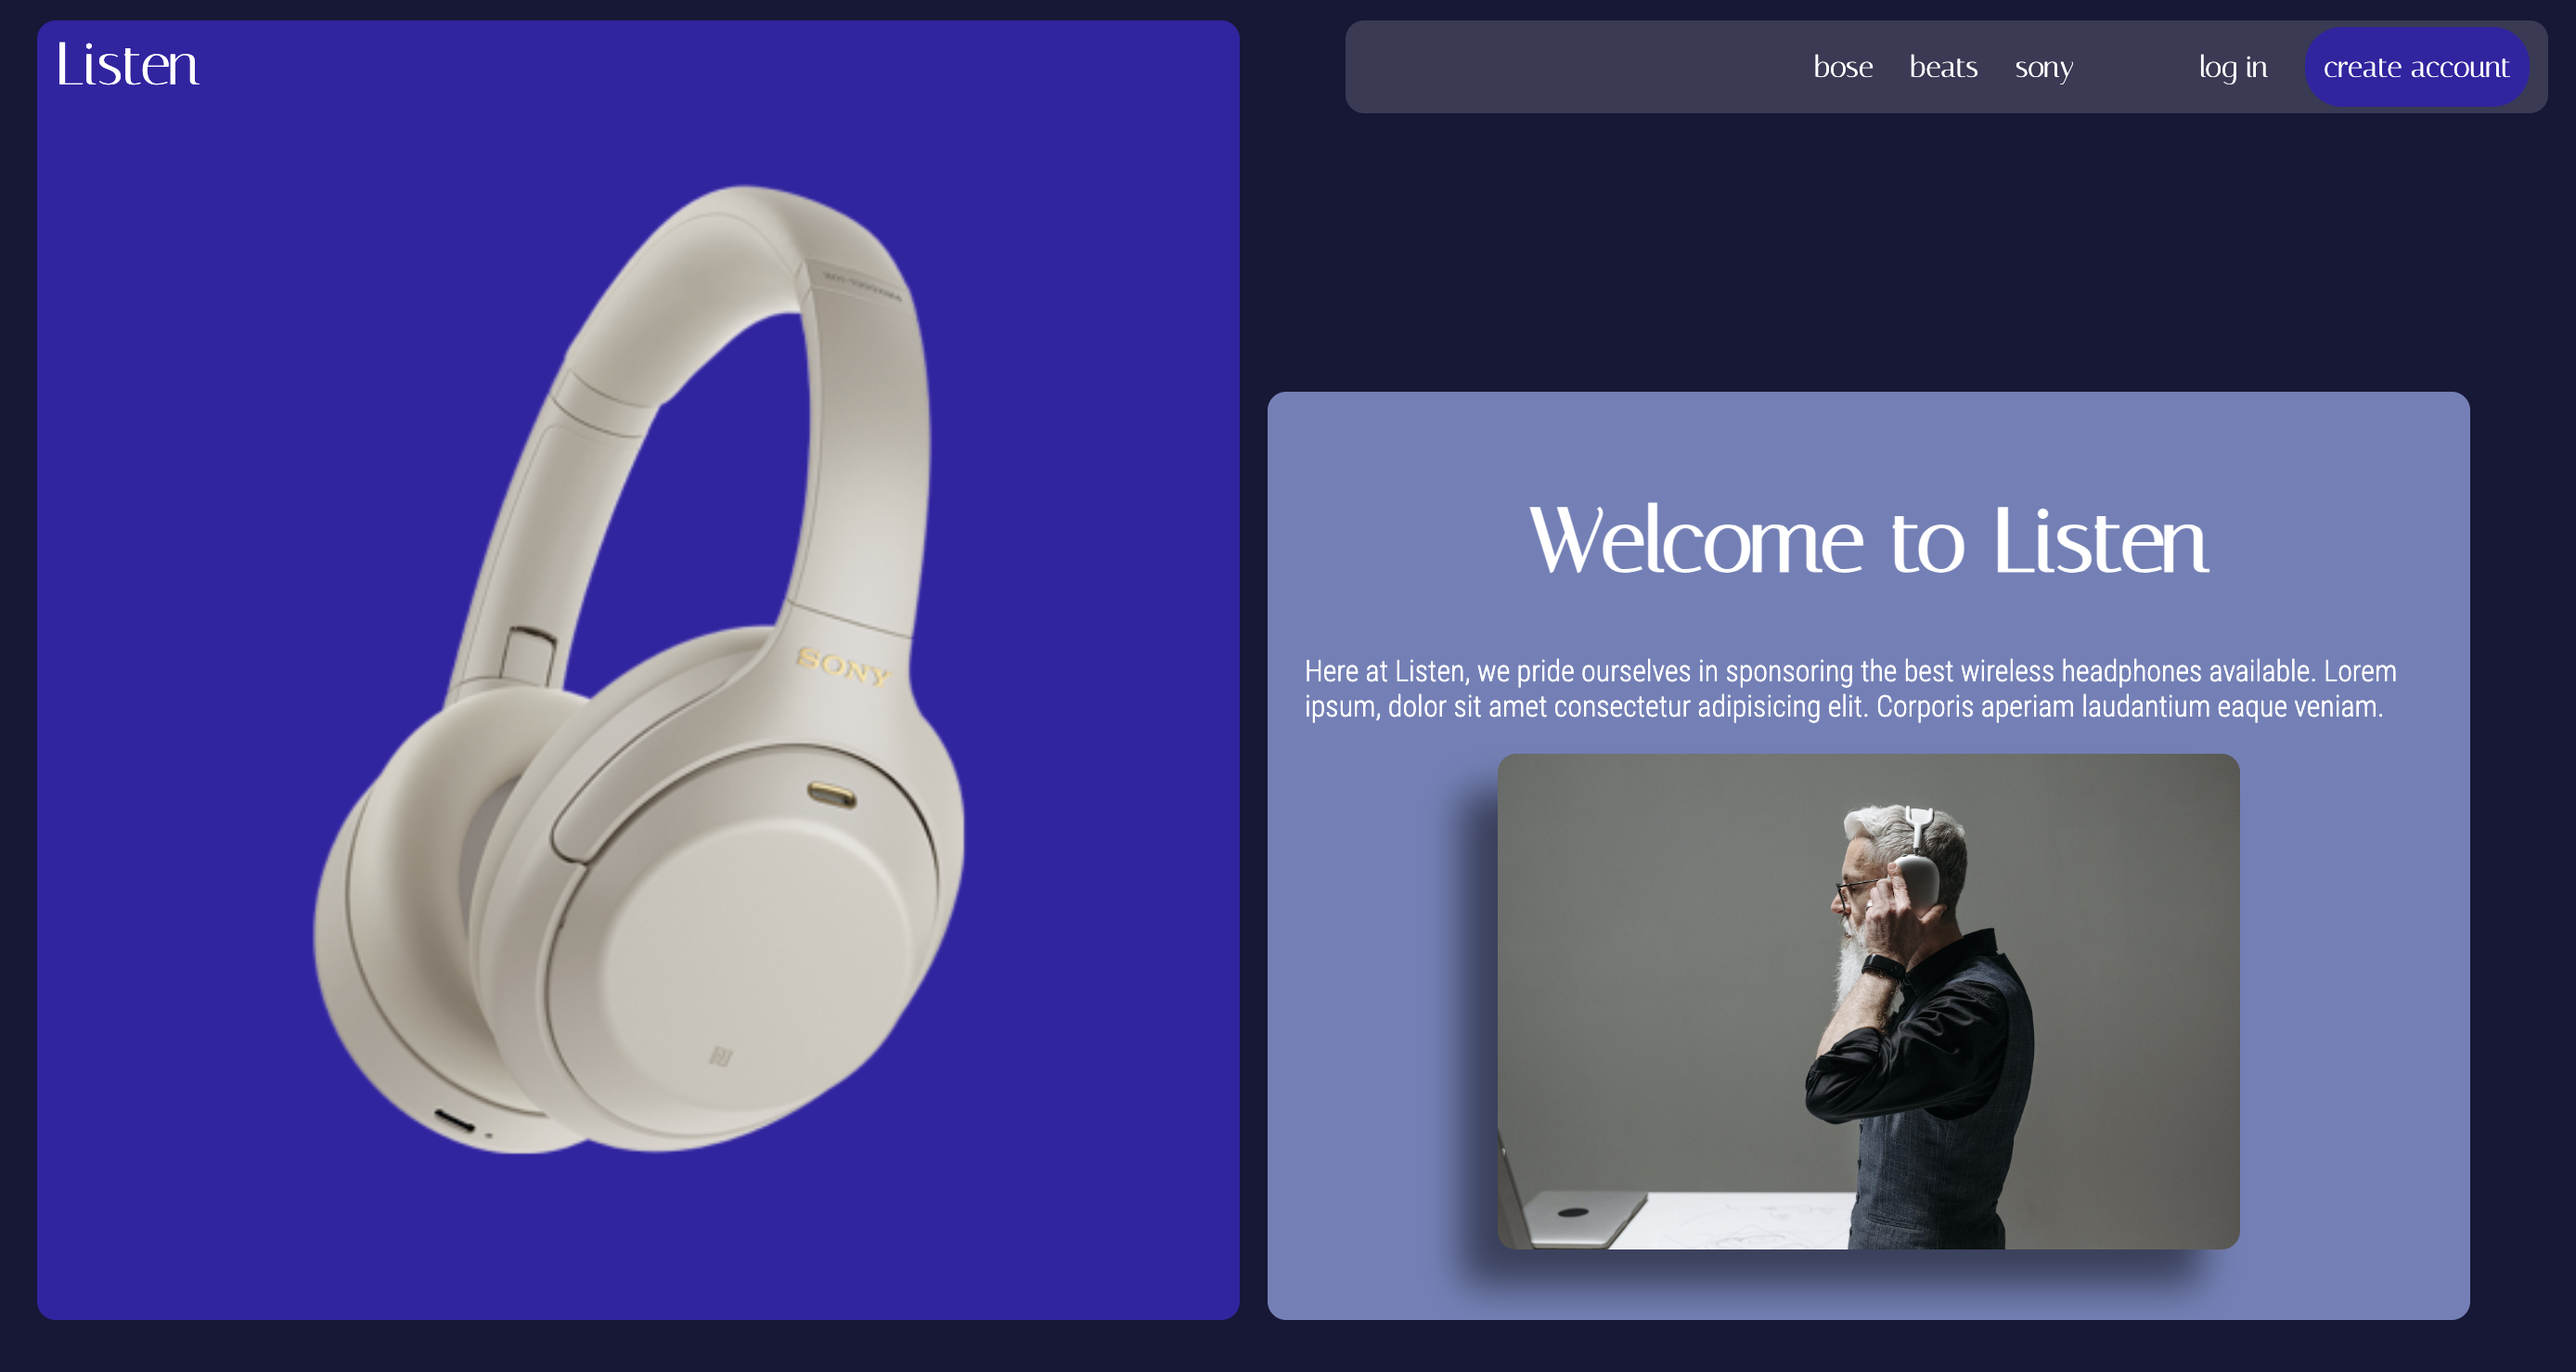 Listen
bose beats sony log in create account
WH-1000XM4
SONY
Welcome to Listen
Here at Listen, we pride ourselves in sponsoring the best wireless headphones available. Lorem
ipsum, dolor sit amet consectetur adipisicing elit. Corporis aperiam laudantium eaque veniam.